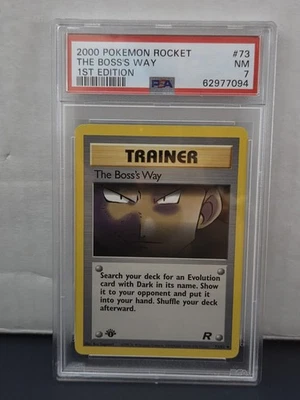 2000 POKEMON ROCKET #73
THE BOSS'S WAY NM
1ST EDITION 7
PSA 62977094
TRAINER
The Boss's Way
Search your deck for an Evolution
card with Dark in its name. Show
it to your opponent and put it
into your hand. Shuffle your deck
afterward.
1
R